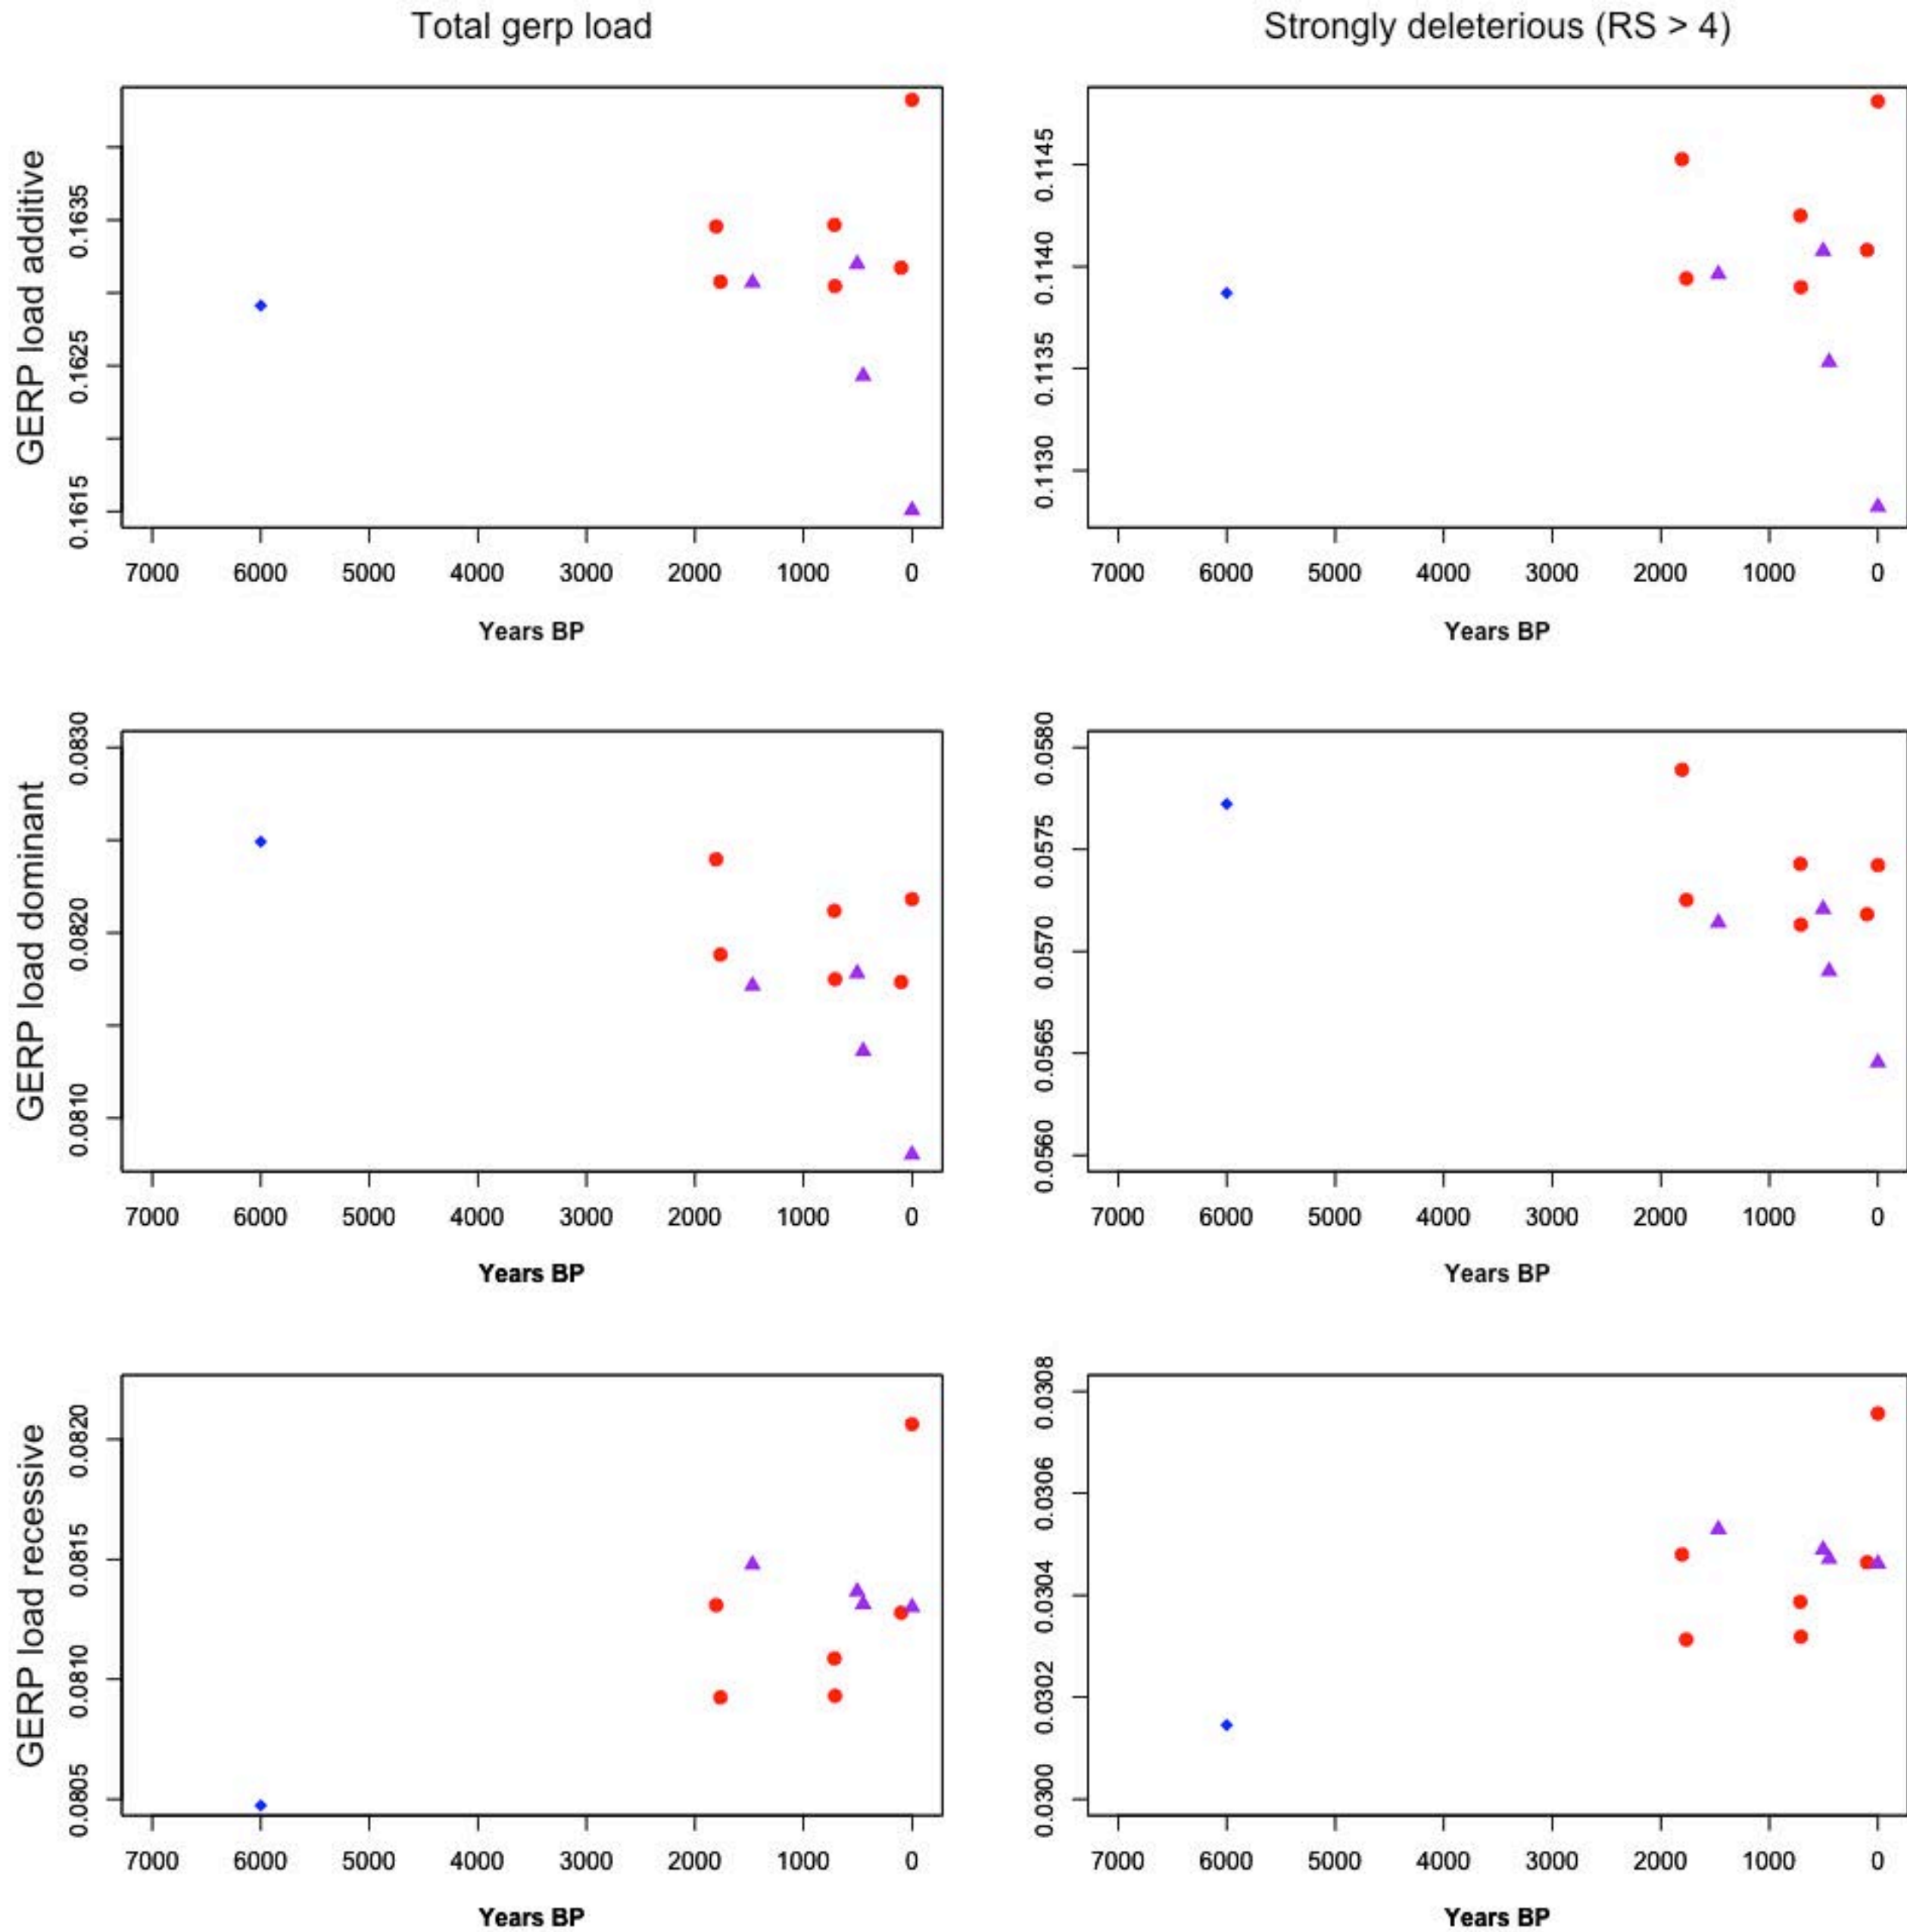 Total gerp load
Strongly deleterious (RS > 4)
GERP load additive
0.1635
0.1625
0.1615
7000 6000 5000 4000 3000 2000 1000 0
Years BP
0.1145
0.1140
0.1135
0.1130
7000 6000 5000 4000 3000 2000 1000 0
Years BP
GERP load dominant
0.0830
0.0820
0.0810
7000 6000 5000 4000 3000 2000 1000 0
Years BP
0.0580
0.0575
0.0570
0.0565
0.0560
7000 6000 5000 4000 3000 2000 1000 0
Years BP
GERP load recessive
0.0820
0.0815
0.0810
0.0805
7000 6000 5000 4000 3000 2000 1000 0
Years BP
0.0308
0.0306
0.0304
0.0302
0.0300
7000 6000 5000 4000 3000 2000 1000 0
Years BP